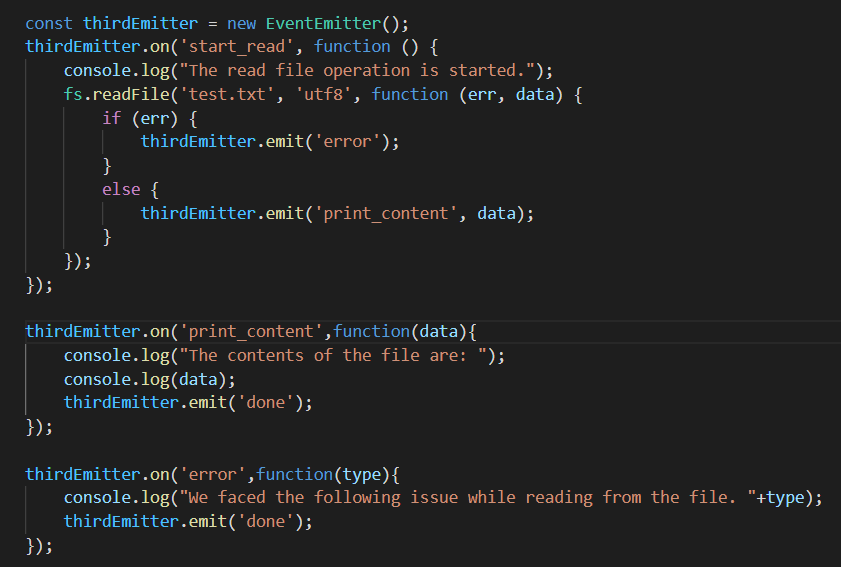 const thirdEmitter = new EventEmitter();
thirdEmitter.on('start_read', function () {
    console.log("The read file operation is started.");
    fs.readFile('test.txt', 'utf8', function (err, data) {
        if (err) {
            thirdEmitter.emit('error');
        }
        else {
            thirdEmitter.emit('print_content', data);
        }
    });
});

thirdEmitter.on('print_content',function(data){
    console.log("The contents of the file are: ");
    console.log(data);
    thirdEmitter.emit('done');
});

thirdEmitter.on('error',function(type){
    console.log("We faced the following issue while reading from the file. "+type);
    thirdEmitter.emit('done');
});